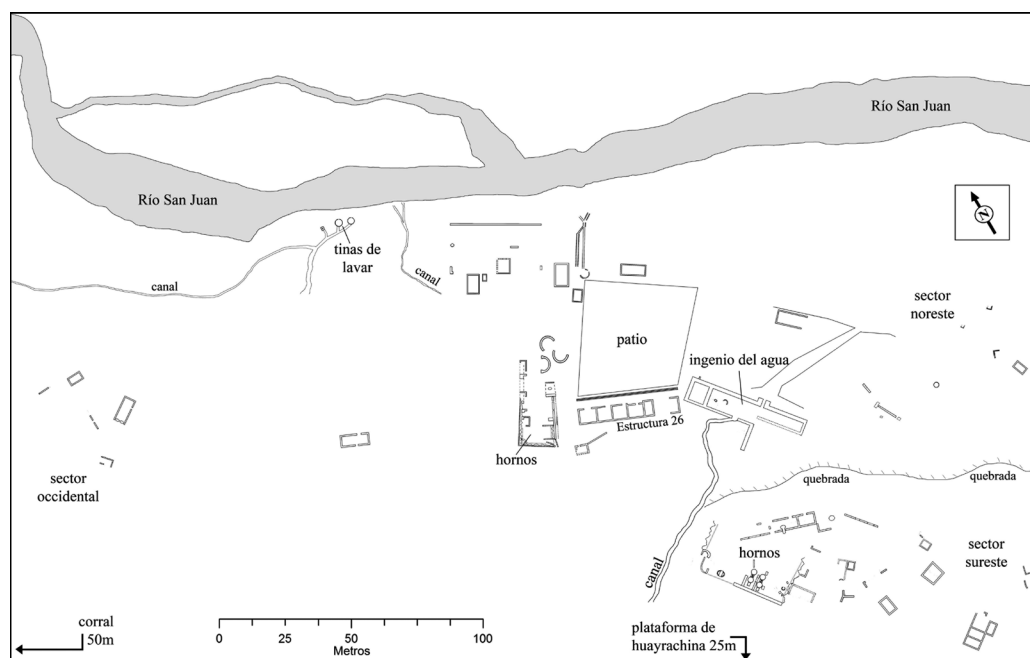 Río San Juan
Río San Juan
N
tinas de
lavar
canal
canal
sector
noreste
patio
ingenio del agua
Estructura 26
hornos
sector
occidental
quebrada
quebrada
hornos
sector
sureste
canal
corral
50m
0 25 50 100
Metros
plataforma de
huayrachina 25m